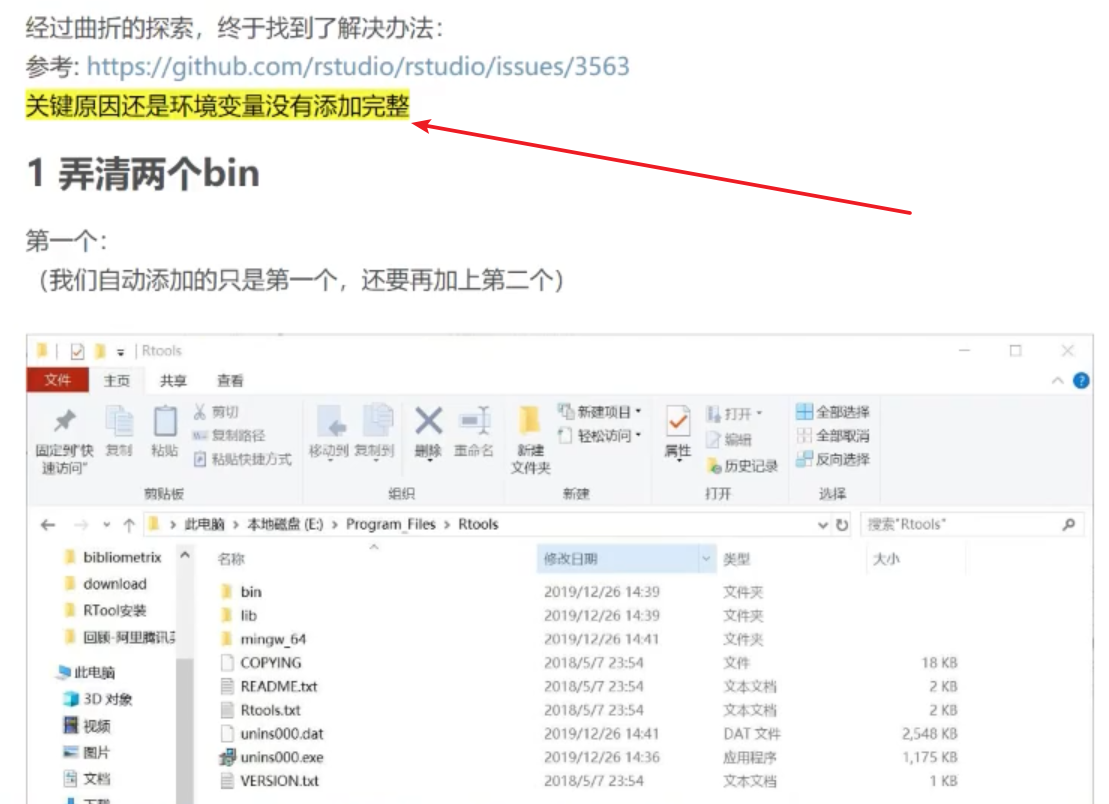 经过曲折的探索，终于找到了解决办法：
参考: https://github.com/rstudio/rstudio/issues/3563
关键原因还是环境变量没有添加完整
1 弄清两个bin
第一个：
（我们自动添加的只是第一个，还要再加上第二个）
Rtools
文件 主页 共享 查看
固定到"快速访问" 复制 粘贴 剪切 复制路径 粘贴快捷方式
移动到 复制到 删除 重命名
新建文件夹 新建项目 轻松访问
属性 打开 编辑 历史记录
全部选择 全部取消 反向选择
剪贴板 组织 新建 打开 选择
此电脑 > 本地磁盘 (E:) > Program_Files > Rtools 搜索"Rtools"
名称 修改日期 类型 大小
bibliometrix
download
RTool安装
回顾-阿里腾讯
此电脑
3D 对象
视频
图片
文档
下载
bin 2019/12/26 14:39 文件夹
lib 2019/12/26 14:39 文件夹
mingw_64 2019/12/26 14:41 文件夹
COPYING 2018/5/7 23:54 文件 18 KB
README.txt 2018/5/7 23:54 文本文档 2 KB
Rtools.txt 2018/5/7 23:54 文本文档 2 KB
unins000.dat 2019/12/26 14:41 DAT 文件 2,548 KB
unins000.exe 2019/12/26 14:36 应用程序 1,175 KB
VERSION.txt 2018/5/7 23:54 文本文档 1 KB